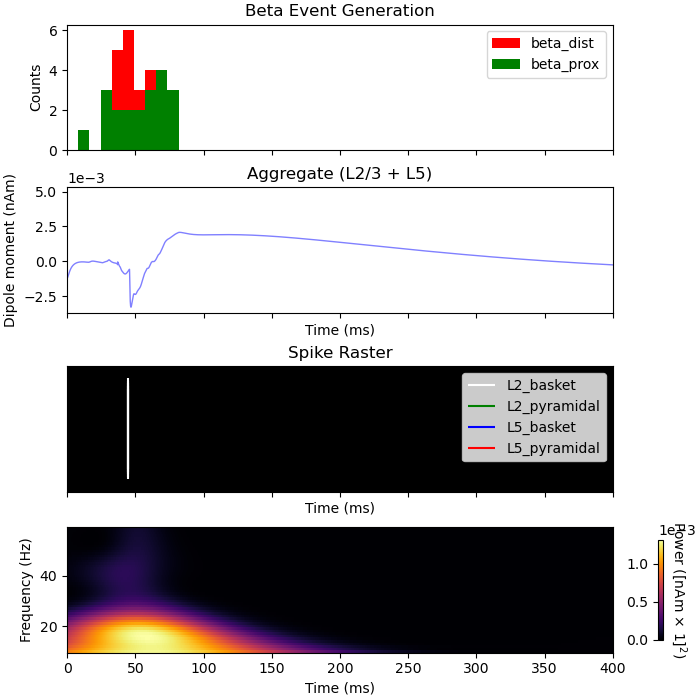 Beta Event Generation
6
4
2
0
Counts
beta_dist
beta_prox
Aggregate (L2/3 + L5)
1e−3
5.0
2.5
0.0
−2.5
Dipole moment (nAm)
Time (ms)
Spike Raster
L2_basket
L2_pyramidal
L5_basket
L5_pyramidal
Time (ms)
40
20
Frequency (Hz)
0 50 100 150 200 250 300 350 400
Time (ms)
1.0
0.5
0.0
Power ([nAm × 1]²)